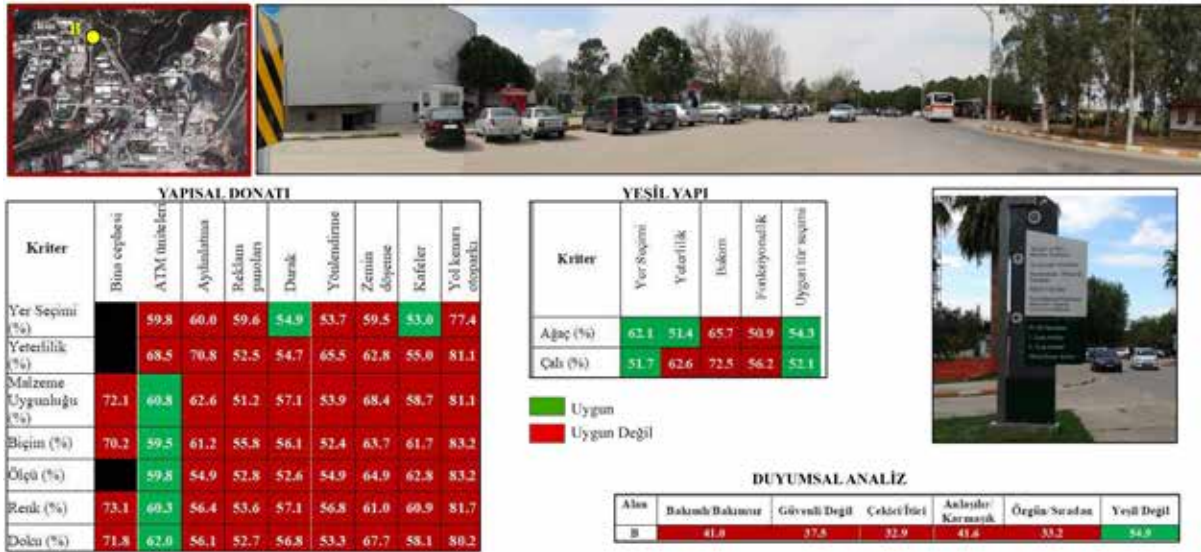 B
YAPISAL DONATI
Kriter Bina cephesi ATM üniteleri Aydınlatma Reklam panoları Durak Yönlendirme Zemin döşeme Kafeler Yol kenarı otoparkı
Yer Seçimi (%) 59.8 60.0 59.6 54.9 53.7 59.5 53.0 77.4
Yeterlilik (%) 68.5 70.8 52.5 54.7 65.5 62.8 55.0 81.1
Malzeme Uygunluğu (%) 72.1 60.8 62.6 51.2 57.1 53.9 68.4 58.7 81.1
Biçim (%) 70.2 59.5 61.2 55.8 56.1 52.4 63.7 61.7 83.2
Ölçü (%) 59.8 54.9 52.8 52.6 54.9 64.9 62.8 83.2
Renk (%) 73.1 60.3 56.4 53.6 57.1 56.8 61.0 60.9 81.7
Doku (%) 71.8 62.0 56.1 52.7 56.8 53.3 67.7 58.1 80.2
YEŞİL YAPI
Kriter Yer Seçimi Yeterlilik Bakım Fonksiyonellik Uygun tür seçimi
Ağaç (%) 62.1 51.4 65.7 50.9 54.3
Çalı (%) 51.7 62.6 72.5 56.2 52.1
Uygun
Uygun Değil
DUYUMSAL ANALİZ
Alan Bakımlı/Bakımsız Güvenli/Değil Çekici/İtici Anlaşılır/Karmaşık Özgün/Sıradan Yeşil/Değil
B 41.0 37.5 32.9 41.6 33.2 54.9